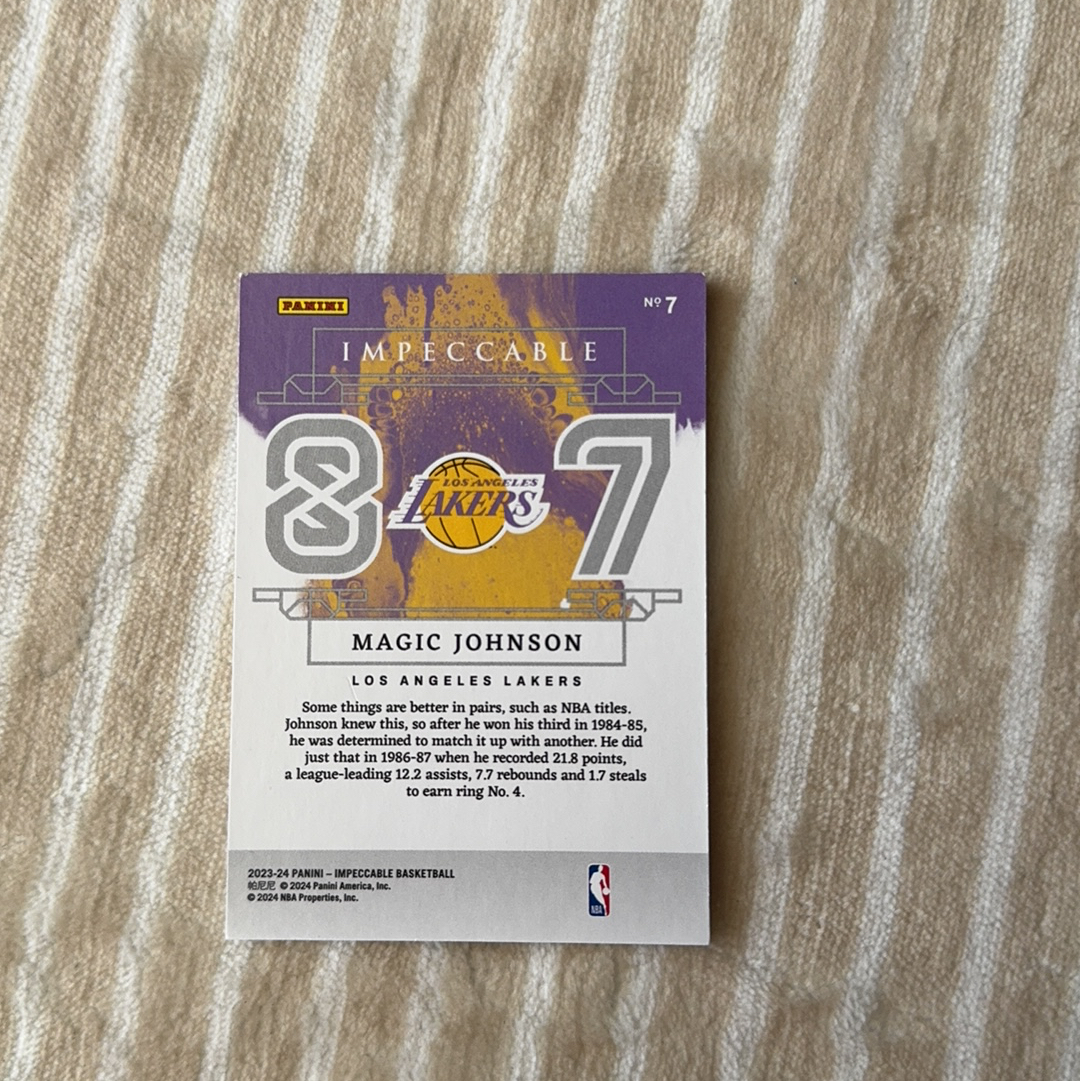 PANINI
Nº 7
IMPECCABLE
87
LOS ANGELES
LAKERS
MAGIC JOHNSON
LOS ANGELES LAKERS
Some things are better in pairs, such as NBA titles.
Johnson knew this, so after he won his third in 1984-85,
he was determined to match it up with another. He did
just that in 1986-87 when he recorded 21.8 points,
a league-leading 12.2 assists, 7.7 rebounds and 1.7 steals
to earn ring No. 4.
2023-24 PANINI – IMPECCABLE BASKETBALL
帕尼尼 © 2024 Panini America, Inc.
© 2024 NBA Properties, Inc.
NBA